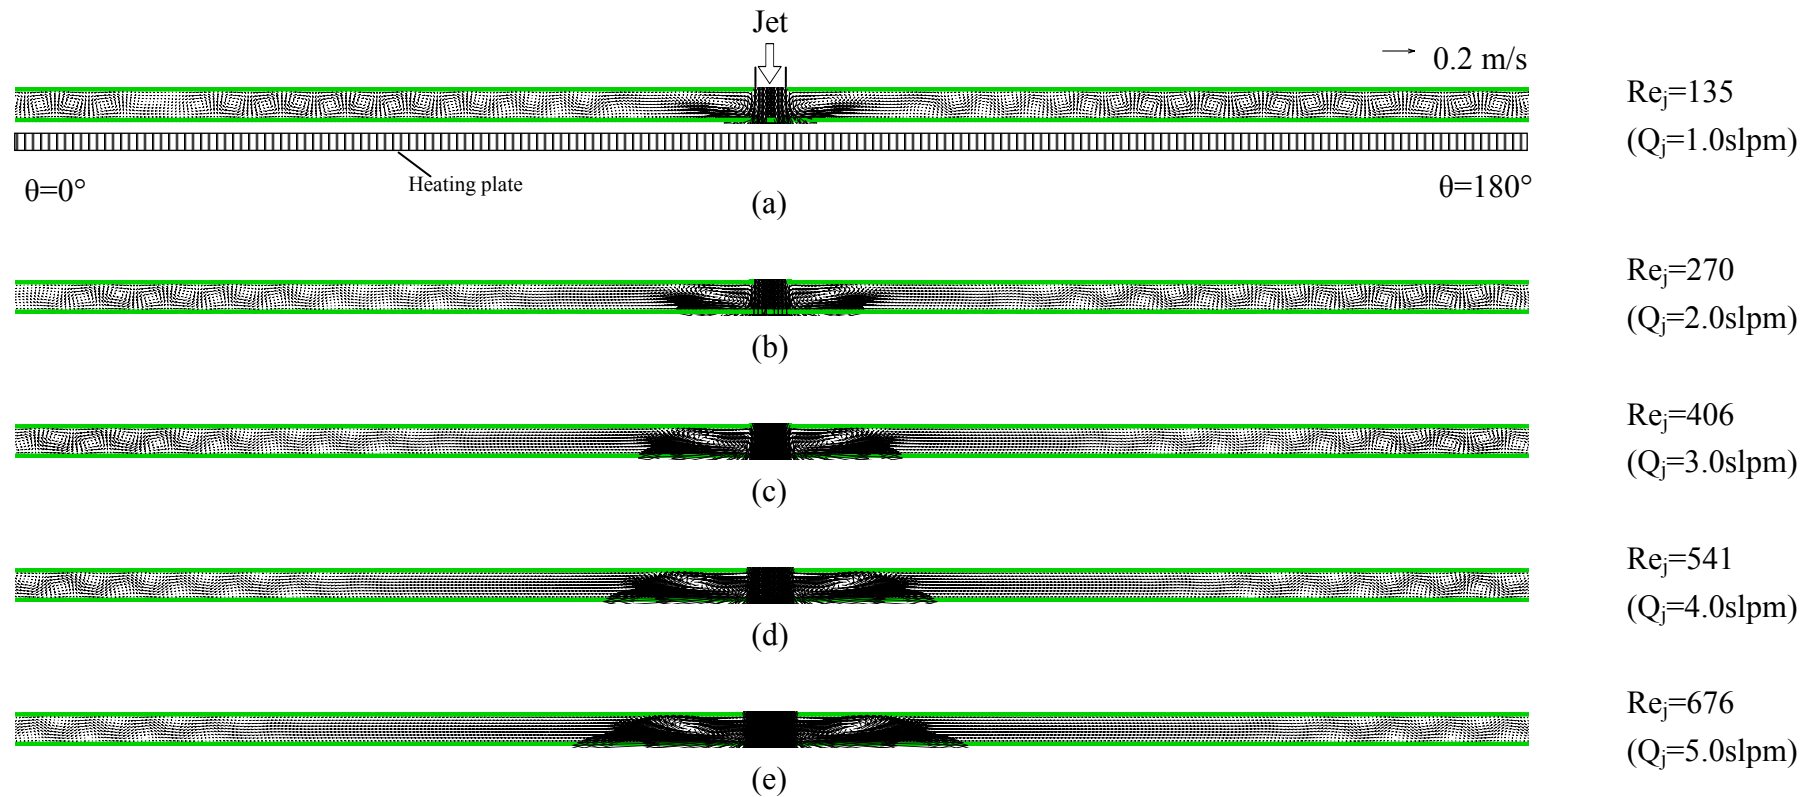 Jet
0.2 m/s
Re_j=135
(Q_j=1.0slpm)
Heating plate
θ=0°
θ=180°
(a)
Re_j=270
(Q_j=2.0slpm)
(b)
Re_j=406
(Q_j=3.0slpm)
(c)
Re_j=541
(Q_j=4.0slpm)
(d)
Re_j=676
(Q_j=5.0slpm)
(e)